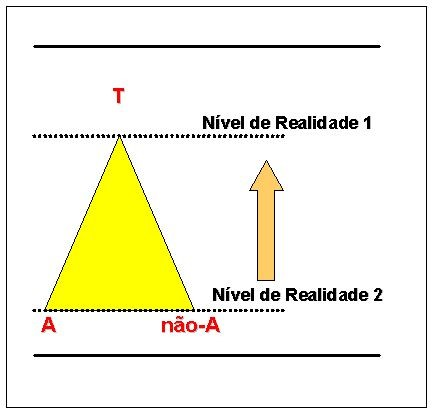 T
Nível de Realidade 1
Nível de Realidade 2
A
não-A